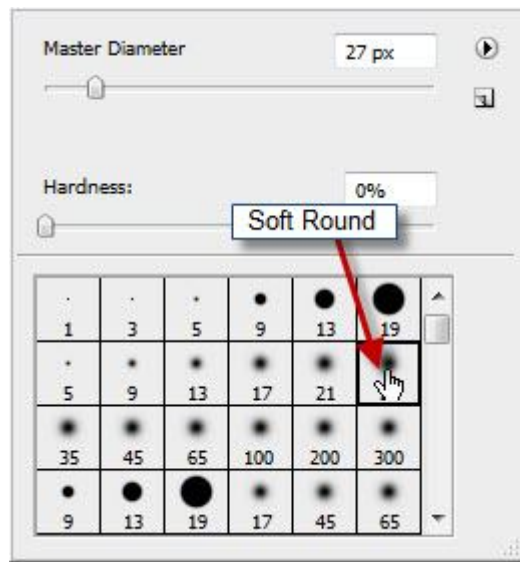 Master Diameter 27 px
Hardness: 0%
Soft Round
1 3 5 9 13 19
5 9 13 17 21
35 45 65 100 200 300
9 13 19 17 45 65